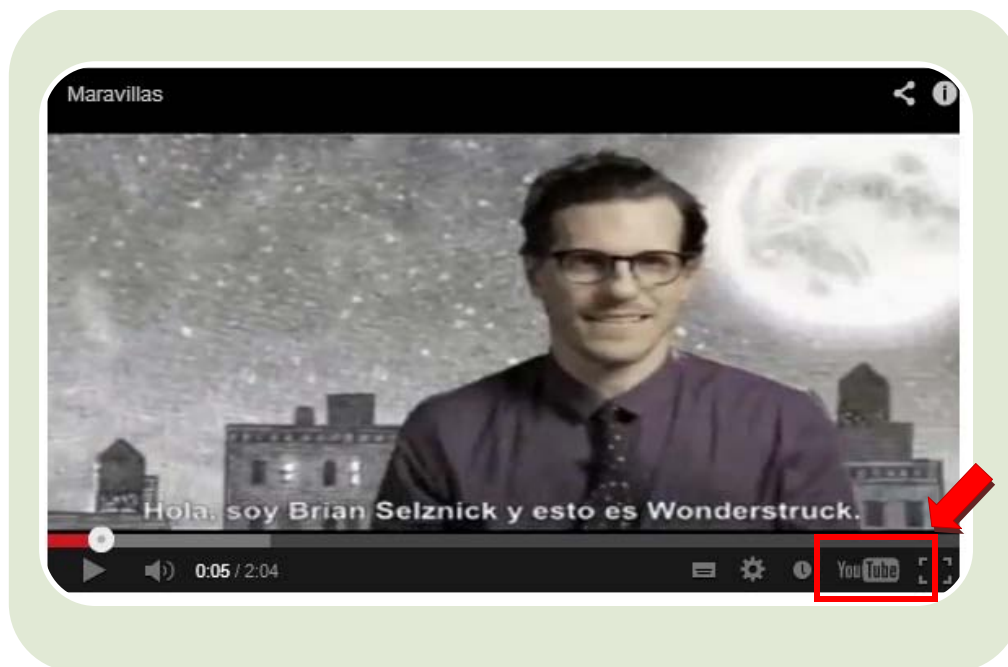 Maravillas
Hola, soy Brian Selznick y esto es Wonderstruck.
0:05 / 2:04
YouTube